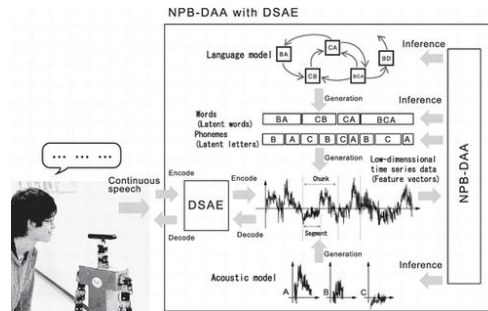 NPB-DAA with DSAE
Language model
BA
CA
CB
BCA
BD
Inference
Generation
Words
(Latent words)
BA CB CA BCA
Inference
Phonemes
(Latent letters)
B A C B C A B C A
Generation
Low-dimensional
time series data
(Feature vectors)
... ... ...
Continuous
speech
Encode
DSAE
Decode
Encode
Decode
Chunk
Segment
Generation
Acoustic model
A B C
Inference
NPB-DAA